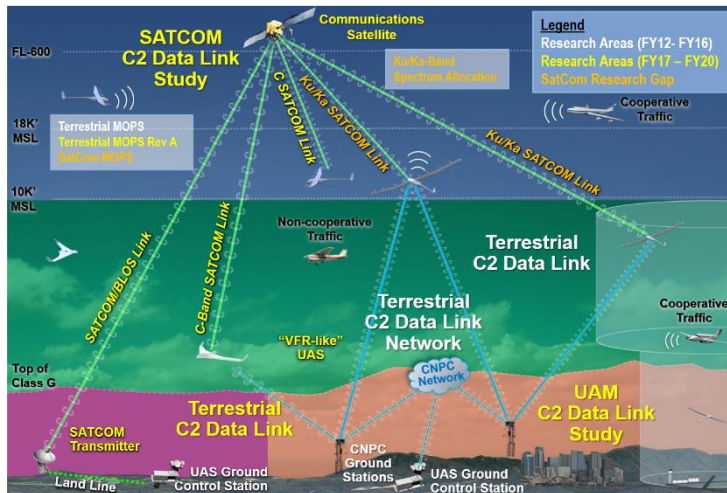 Communications
Satellite
SATCOM
C2 Data Link
Study
FL-600
Ku/Ka-Band
Spectrum Allocation
Legend
Research Areas (FY12- FY16)
Research Areas (FY17 – FY20)
SatCom Research Gap
Cooperative
Traffic
18K'
MSL
Terrestrial MOPS
Terrestrial MOPS Rev A
SatCom MOPS
C SATCOM Link
Ku/Ka SATCOM Link
Ku/Ka SATCOM Link
10K'
MSL
SATCOM/BLOS Link
C-Band SATCOM Link
Non-cooperative
Traffic
Terrestrial
C2 Data Link
Terrestrial
C2 Data Link
Network
Cooperative
Traffic
"VFR-like"
UAS
Top of
Class G
CNPC
Network
Terrestrial
C2 Data Link
UAM
C2 Data Link
Study
SATCOM
Transmitter
Land Line
UAS Ground
Control Station
CNPC
Ground
Stations
UAS Ground
Control Station